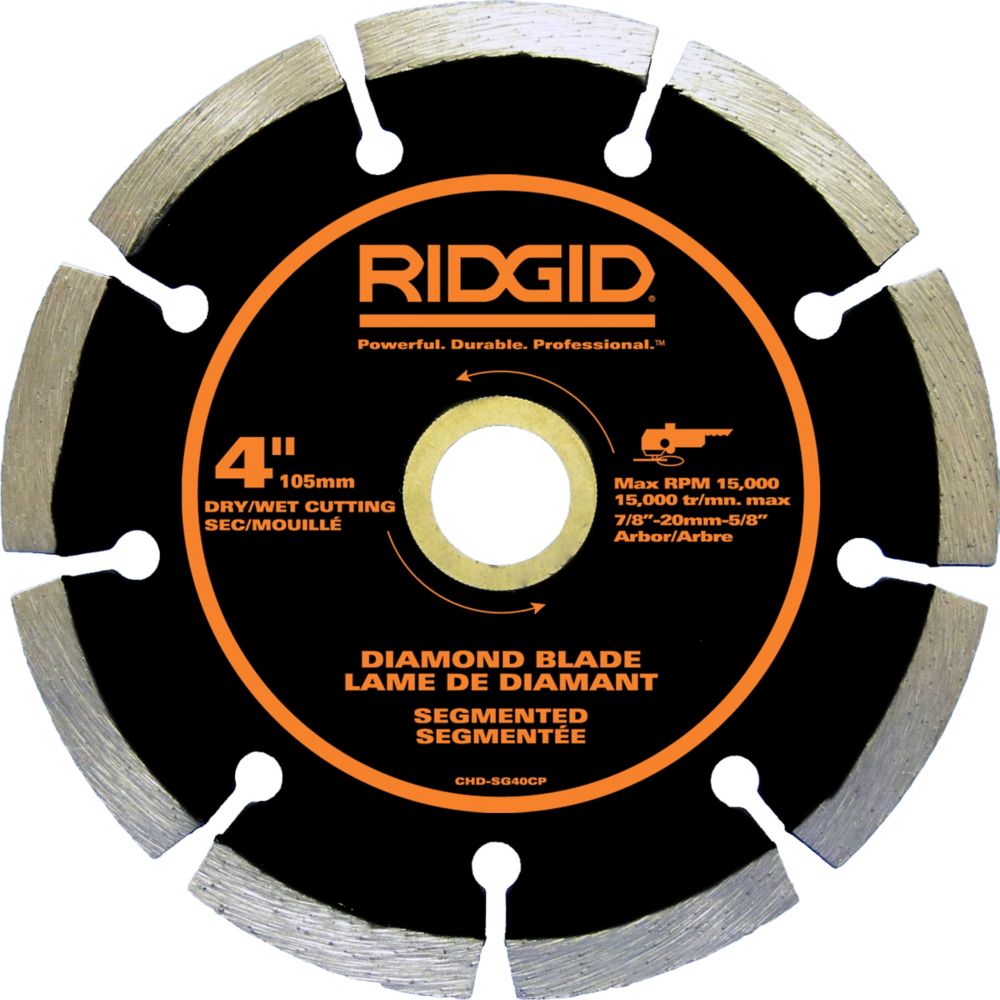 RIDGID®
Powerful. Durable. Professional.™
4"
105mm
DRY/WET CUTTING
SEC/MOUILLÉ
Max RPM 15,000
15,000 tr/mn. max
7/8”-20mm-5/8”
Arbor/Arbre
DIAMOND BLADE
LAME DE DIAMANT
SEGMENTED
SEGMENTÉE
CHD-SG40CP